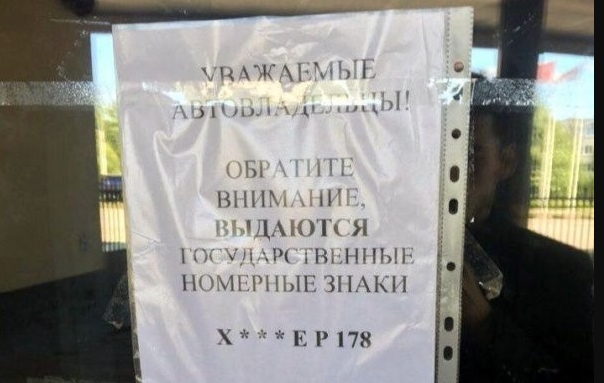 УВАЖАЕМЫЕ
АВТОВЛАДЕЛЬЦЫ!
ОБРАТИТЕ
ВНИМАНИЕ,
ВЫДАЮТСЯ
ГОСУДАРСТВЕННЫЕ
НОМЕРНЫЕ ЗНАКИ
Х * * * Е Р 178